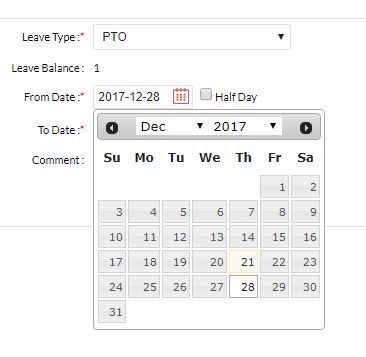 Leave Type :* PTO
Leave Balance : 1
From Date :* 2017-12-28 Half Day
To Date :* Dec 2017
Comment : Su Mo Tu We Th Fr Sa
1 2
3 4 5 6 7 8 9
10 11 12 13 14 15 16
17 18 19 20 21 22 23
24 25 26 27 28 29 30
31